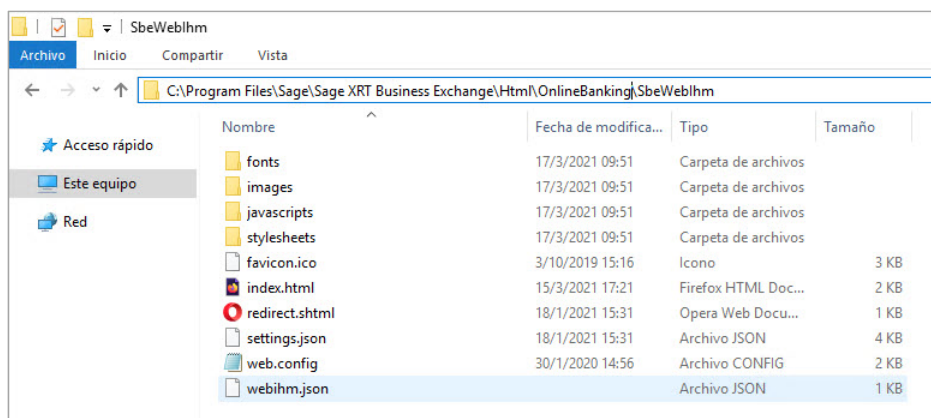 SbeWebIhm
Archivo Inicio Compartir Vista
C:\Program Files\Sage\Sage XRT Business Exchange\Html\OnlineBanking\SbeWebIhm
Nombre Fecha de modifica... Tipo Tamaño
Acceso rápido
Este equipo
Red
fonts 17/3/2021 09:51 Carpeta de archivos
images 17/3/2021 09:51 Carpeta de archivos
javascripts 17/3/2021 09:51 Carpeta de archivos
stylesheets 17/3/2021 09:51 Carpeta de archivos
favicon.ico 3/10/2019 15:16 Icono 3 KB
index.html 15/3/2021 17:21 Firefox HTML Doc... 2 KB
redirect.shtml 18/1/2021 15:31 Opera Web Docu... 1 KB
settings.json 18/1/2021 15:31 Archivo JSON 4 KB
web.config 30/1/2020 14:56 Archivo CONFIG 2 KB
webihm.json Archivo JSON 1 KB